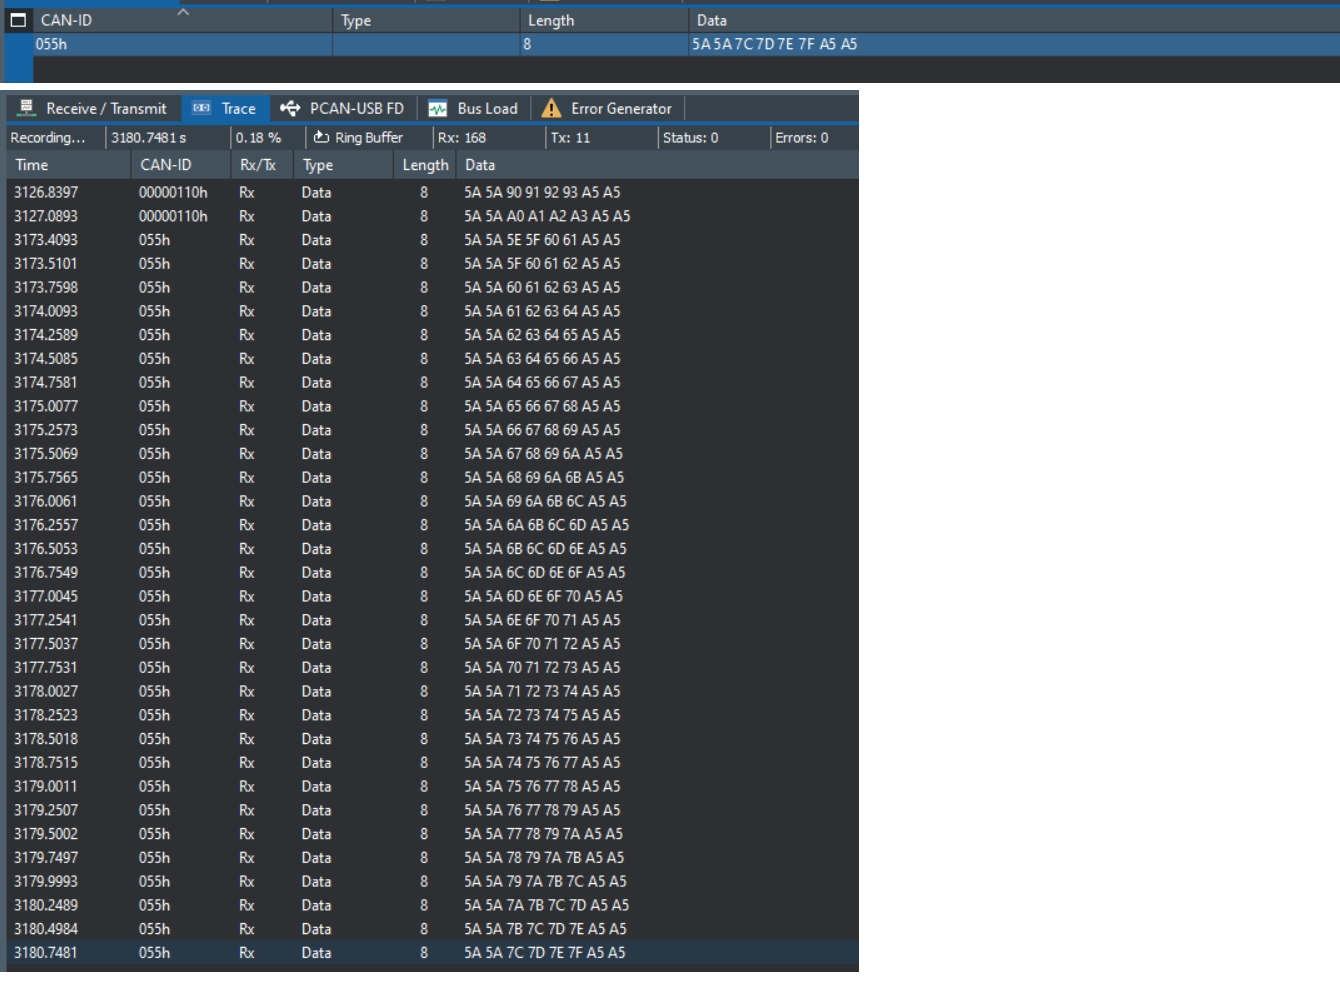 CAN-ID Type Length Data
055h 8 5A 5A 7C 7D 7E 7F A5 A5
Receive / Transmit Trace PCAN-USB FD Bus Load Error Generator
Recording... 3180.7481 s 0.18 % Ring Buffer Rx: 168 Tx: 11 Status: 0 Errors: 0
Time CAN-ID Rx/Tx Type Length Data
3126.8397 00000110h Rx Data 8 5A 5A 90 91 92 93 A5 A5
3127.0893 00000110h Rx Data 8 5A 5A A0 A1 A2 A3 A5 A5
3173.4093 055h Rx Data 8 5A 5A 5E 5F 60 61 A5 A5
3173.5101 055h Rx Data 8 5A 5A 5F 60 61 62 A5 A5
3173.7598 055h Rx Data 8 5A 5A 60 61 62 63 A5 A5
3174.0093 055h Rx Data 8 5A 5A 61 62 63 64 A5 A5
3174.2589 055h Rx Data 8 5A 5A 62 63 64 65 A5 A5
3174.5085 055h Rx Data 8 5A 5A 63 64 65 66 A5 A5
3174.7581 055h Rx Data 8 5A 5A 64 65 66 67 A5 A5
3175.0077 055h Rx Data 8 5A 5A 65 66 67 68 A5 A5
3175.2573 055h Rx Data 8 5A 5A 66 67 68 69 A5 A5
3175.5069 055h Rx Data 8 5A 5A 67 68 69 6A A5 A5
3175.7565 055h Rx Data 8 5A 5A 68 69 6A 6B A5 A5
3176.0061 055h Rx Data 8 5A 5A 69 6A 6B 6C A5 A5
3176.2557 055h Rx Data 8 5A 5A 6A 6B 6C 6D A5 A5
3176.5053 055h Rx Data 8 5A 5A 6B 6C 6D 6E A5 A5
3176.7549 055h Rx Data 8 5A 5A 6C 6D 6E 6F A5 A5
3177.0045 055h Rx Data 8 5A 5A 6D 6E 6F 70 A5 A5
3177.2541 055h Rx Data 8 5A 5A 6E 6F 70 71 A5 A5
3177.5037 055h Rx Data 8 5A 5A 6F 70 71 72 A5 A5
3177.7531 055h Rx Data 8 5A 5A 70 71 72 73 A5 A5
3178.0027 055h Rx Data 8 5A 5A 71 72 73 74 A5 A5
3178.2523 055h Rx Data 8 5A 5A 72 73 74 75 A5 A5
3178.5018 055h Rx Data 8 5A 5A 73 74 75 76 A5 A5
3178.7515 055h Rx Data 8 5A 5A 74 75 76 77 A5 A5
3179.0011 055h Rx Data 8 5A 5A 75 76 77 78 A5 A5
3179.2507 055h Rx Data 8 5A 5A 76 77 78 79 A5 A5
3179.5002 055h Rx Data 8 5A 5A 77 78 79 7A A5 A5
3179.7497 055h Rx Data 8 5A 5A 78 79 7A 7B A5 A5
3179.9993 055h Rx Data 8 5A 5A 79 7A 7B 7C A5 A5
3180.2489 055h Rx Data 8 5A 5A 7A 7B 7C 7D A5 A5
3180.4984 055h Rx Data 8 5A 5A 7B 7C 7D 7E A5 A5
3180.7481 055h Rx Data 8 5A 5A 7C 7D 7E 7F A5 A5